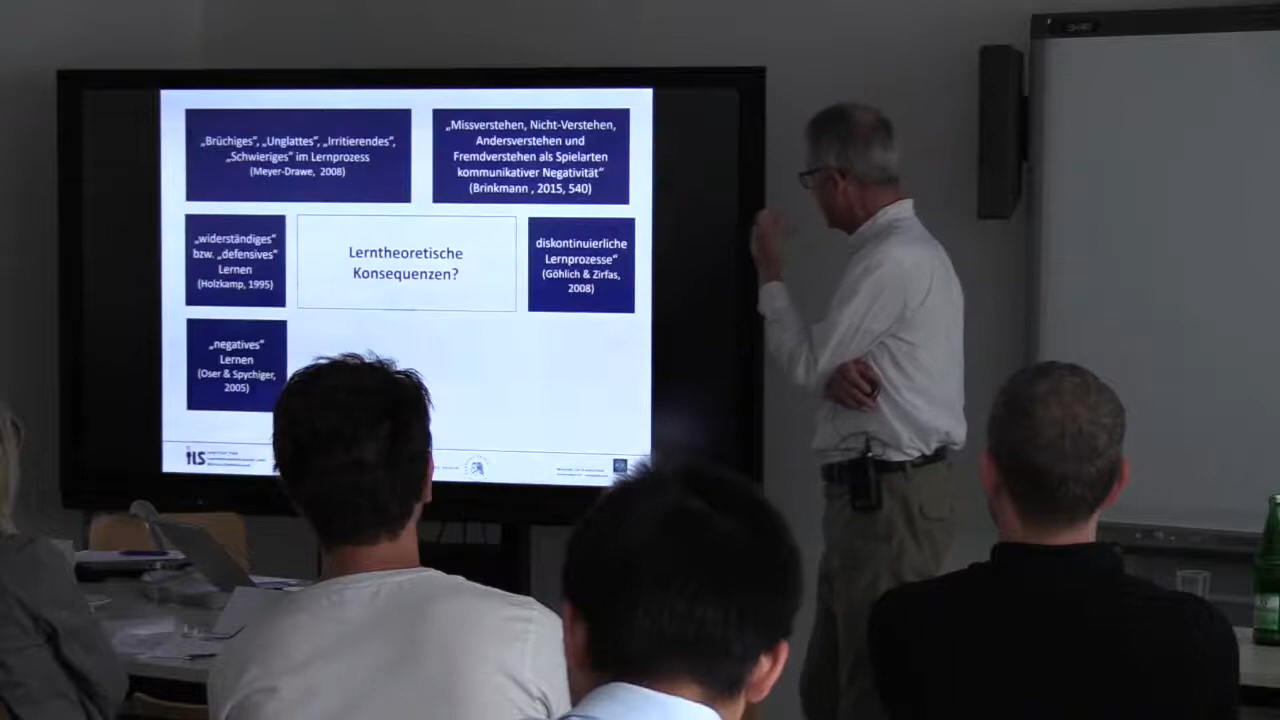 „Brüchiges“, „Unglattes“, „Irritierendes“,
„Schwieriges“ im Lernprozess
(Meyer-Drawe, 2008)
„Missverstehen, Nicht-Verstehen,
Andersverstehen und
Fremdverstehen als Spielarten
kommunikativer Negativität“
(Brinkmann , 2015, 540)
„widerständiges“
bzw. „defensives“
Lernen
(Holzkamp, 1995)
Lerntheoretische
Konsequenzen?
diskontinuierliche
Lernprozesse“
(Göhlich & Zirfas,
2008)
„negatives“
Lernen
(Oser & Spychiger,
2005)
ILS